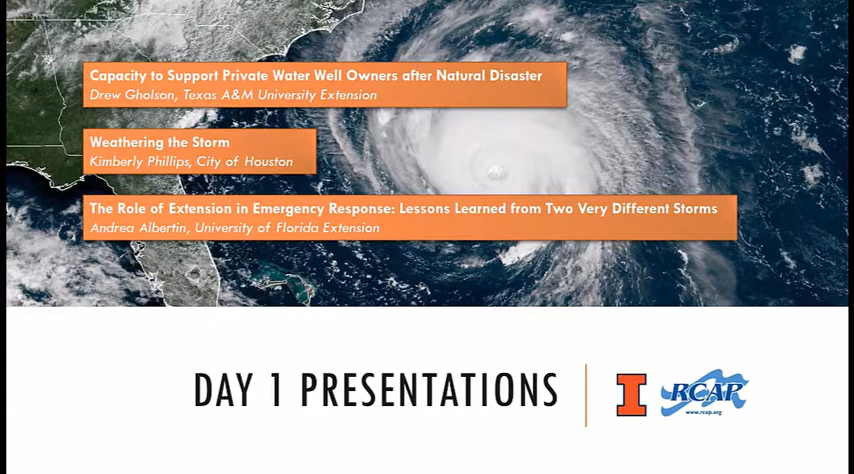 Capacity to Support Private Water Well Owners after Natural Disaster
Drew Gholson, Texas A&M University Extension
Weathering the Storm
Kimberly Phillips, City of Houston
The Role of Extension in Emergency Response: Lessons Learned from Two Very Different Storms
Andrea Albertin, University of Florida Extension
DAY 1 PRESENTATIONS
I
RCAP
www.rcap.org